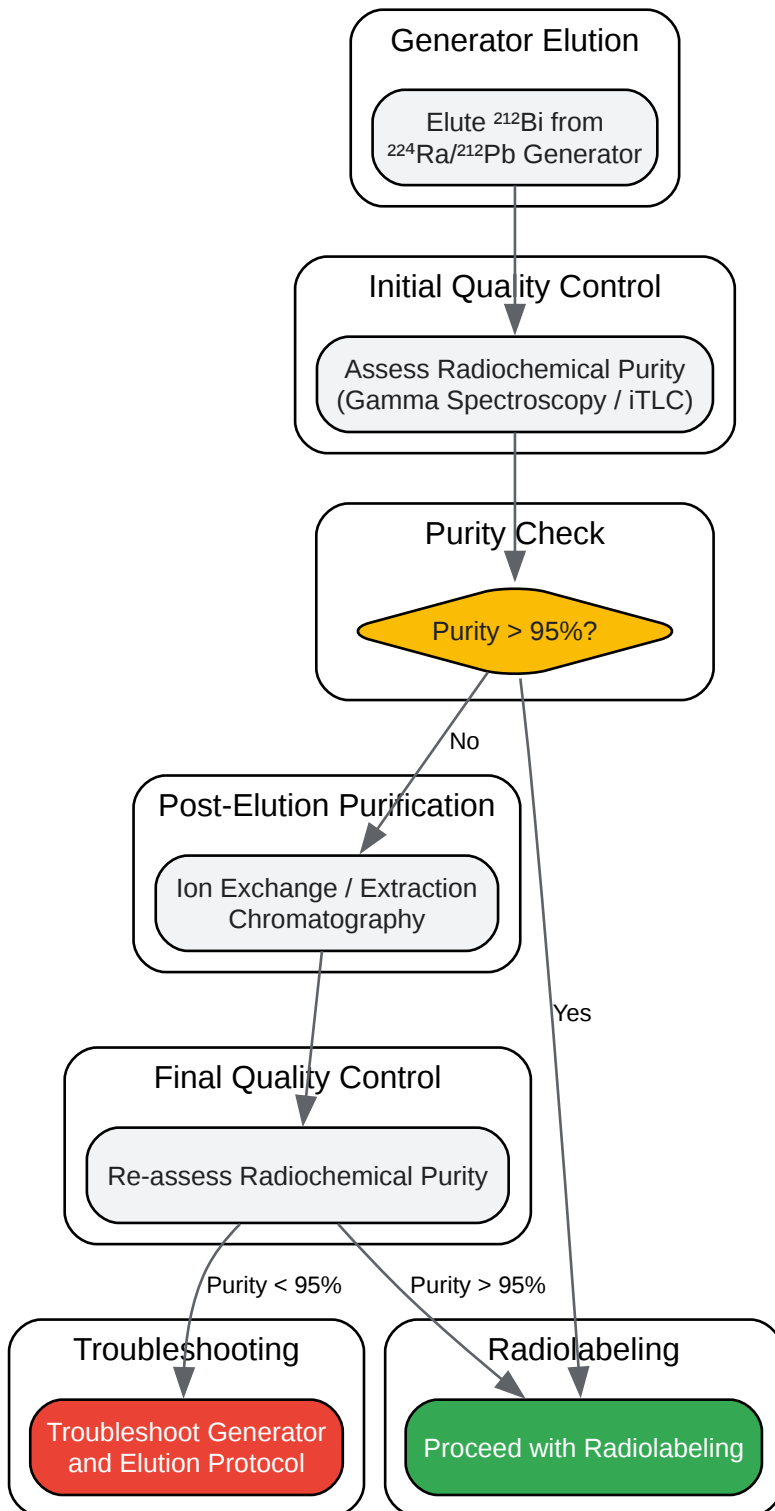 Generator Elution
Elute ²¹²Bi from
²²⁴Ra/²¹²Pb Generator
Initial Quality Control
Assess Radiochemical Purity
(Gamma Spectroscopy / iTLC)
Purity Check
Purity > 95%?
No
Post-Elution Purification
Ion Exchange / Extraction
Chromatography
Yes
Final Quality Control
Re-assess Radiochemical Purity
Purity < 95%
Purity > 95%
Troubleshooting
Troubleshoot Generator
and Elution Protocol
Radiolabeling
Proceed with Radiolabeling